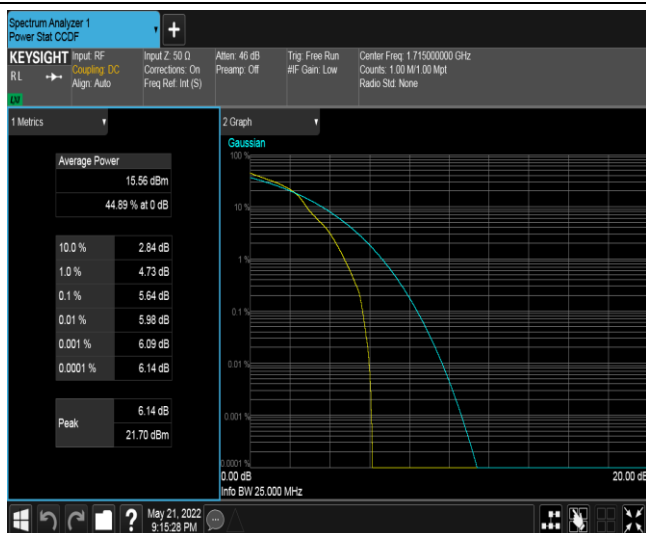 Spectrum Analyzer 1
Power Stat CCDF
+
KEYSIGHT
RL
LXI
Input: RF
Coupling: DC
Align: Auto
Input Z: 50 Ω
Corrections: On
Freq Ref: Int (S)
Atten: 46 dB
Preamp: Off
Trig: Free Run
#IF Gain: Low
Center Freq: 1.715000000 GHz
Counts: 1.00 M/1.00 Mpt
Radio Std: None
1 Metrics
Average Power
15.56 dBm
44.89 % at 0 dB
10.0 % 2.84 dB
1.0 % 4.73 dB
0.1 % 5.64 dB
0.01 % 5.98 dB
0.001 % 6.09 dB
0.0001 % 6.14 dB
Peak
6.14 dB
21.70 dBm
2 Graph
Gaussian
100 %
10 %
1 %
0.1 %
0.01 %
0.001 %
0.0001 %
0.00 dB 20.00 dB
Info BW 25.000 MHz
?
May 21, 2022
9:15:28 PM